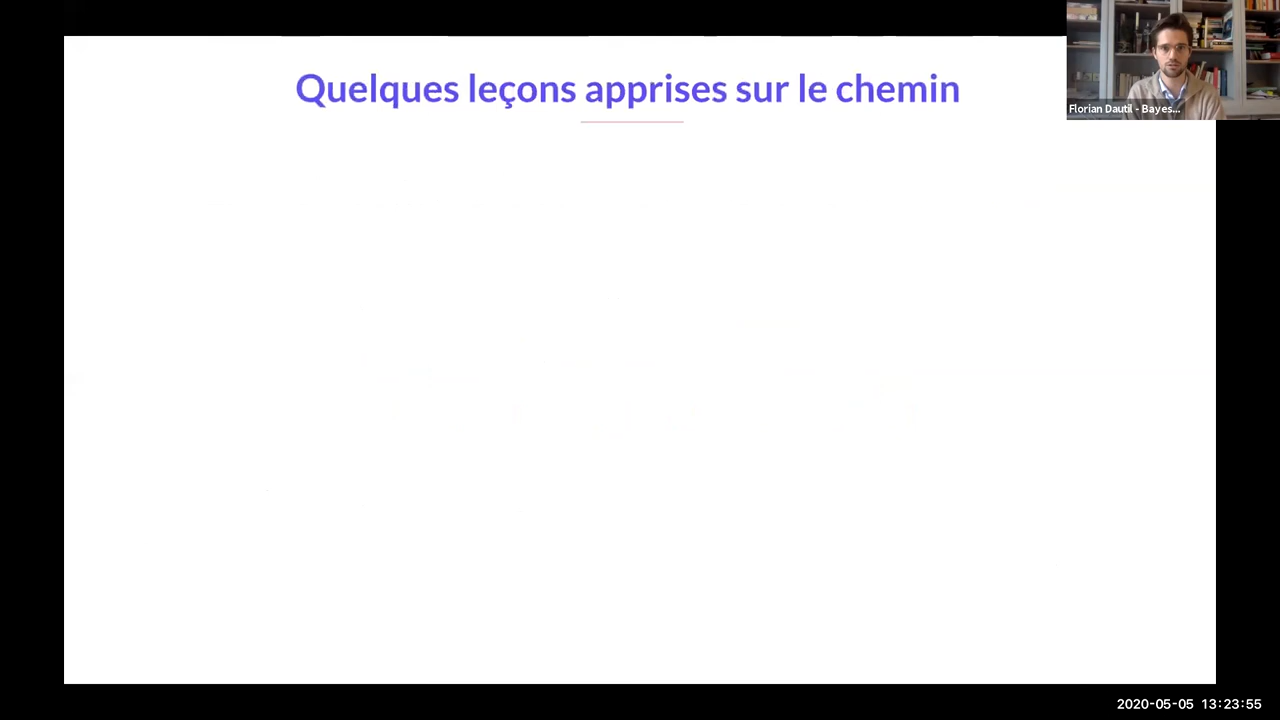 Quelques leçons apprises sur le chemin
Florian Dautil - Bayes...
2020-05-05 13:23:55